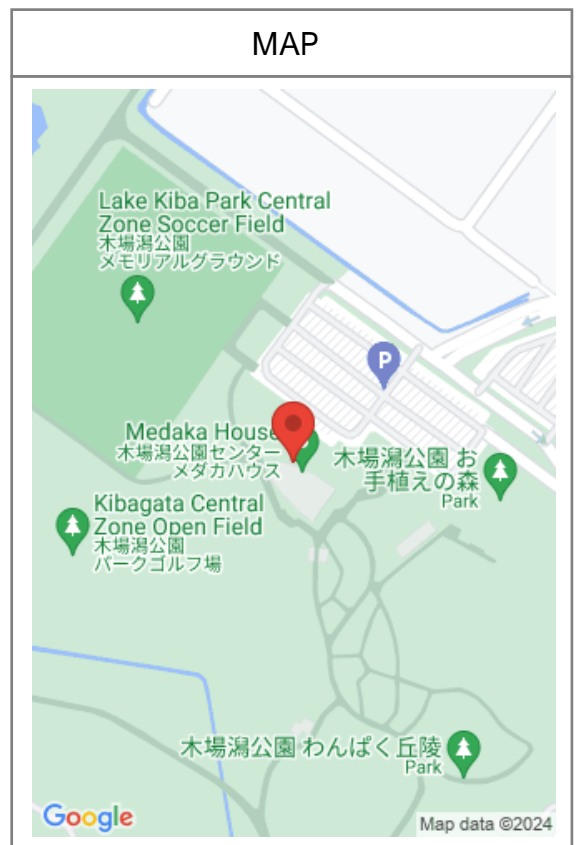 MAP
Lake Kiba Park Central
Zone Soccer Field
木場潟公園
メモリアルグラウンド
P
Medaka House
木場潟公園センター
メダカハウス
木場潟公園 お
手植えの森
Park
Kibagata Central
Zone Open Field
木場潟公園
パークゴルフ場
木場潟公園 わんぱく丘陵
Park
Google
Map data ©2024